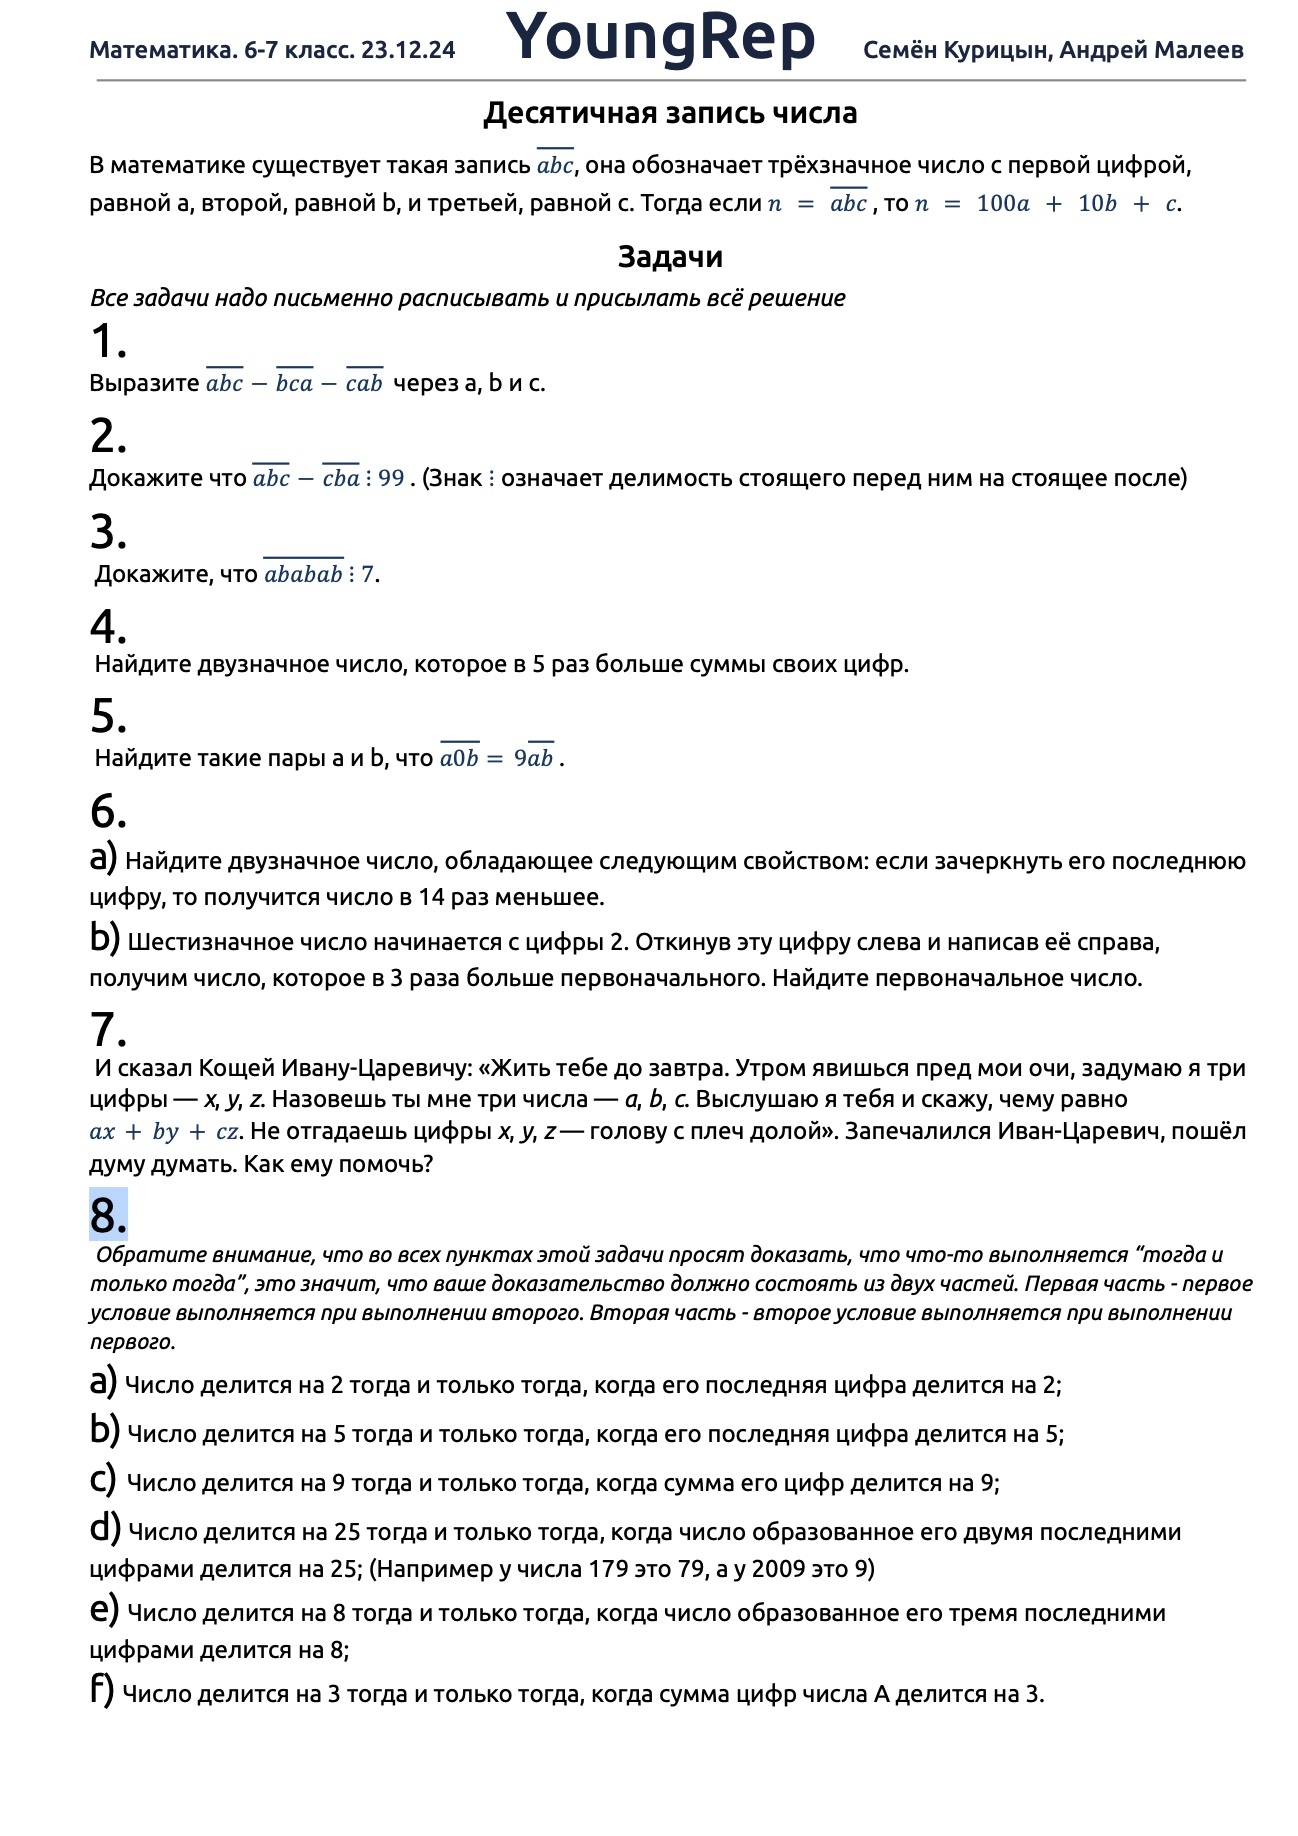 Математика. 6-7 класс. 23.12.24 YoungRep Семён Курицын, Андрей Малеев
Десятичная запись числа
В математике существует такая запись \overline{abc}, она обозначает трёхзначное число с первой цифрой,
равной a, второй, равной b, и третьей, равной c. Тогда если n = \overline{abc} , то n = 100a + 10b + c.
Задачи
Все задачи надо письменно расписывать и присылать всё решение
1.
Выразите \overline{abc} − \overline{bca} − \overline{cab} через a, b и c.
2.
Докажите что \overline{abc} − \overline{cba} ⋮ 99 . (Знак ⋮ означает делимость стоящего перед ним на стоящее после)
3.
Докажите, что \overline{ababab} ⋮ 7.
4.
Найдите двузначное число, которое в 5 раз больше суммы своих цифр.
5.
Найдите такие пары a и b, что \overline{a0b} = 9\overline{ab} .
6.
a) Найдите двузначное число, обладающее следующим свойством: если зачеркнуть его последнюю
цифру, то получится число в 14 раз меньшее.
b) Шестизначное число начинается с цифры 2. Откинув эту цифру слева и написав её справа,
получим число, которое в 3 раза больше первоначального. Найдите первоначальное число.
7.
И сказал Кощей Ивану-Царевичу: «Жить тебе до завтра. Утром явишься пред мои очи, задумаю я три
цифры — x, y, z. Назовешь ты мне три числа — a, b, c. Выслушаю я тебя и скажу, чему равно
ax + by + cz. Не отгадаешь цифры x, y, z — голову с плеч долой». Запечалился Иван-Царевич, пошёл
думу думать. Как ему помочь?
8.
Обратите внимание, что во всех пунктах этой задачи просят доказать, что что-то выполняется “тогда и
только тогда”, это значит, что ваше доказательство должно состоять из двух частей. Первая часть - первое
условие выполняется при выполнении второго. Вторая часть - второе условие выполняется при выполнении
первого.
a) Число делится на 2 тогда и только тогда, когда его последняя цифра делится на 2;
b) Число делится на 5 тогда и только тогда, когда его последняя цифра делится на 5;
c) Число делится на 9 тогда и только тогда, когда сумма его цифр делится на 9;
d) Число делится на 25 тогда и только тогда, когда число образованное его двумя последними
цифрами делится на 25; (Например у числа 179 это 79, а у 2009 это 9)
e) Число делится на 8 тогда и только тогда, когда число образованное его тремя последними
цифрами делится на 8;
f) Число делится на 3 тогда и только тогда, когда сумма цифр числа А делится на 3.